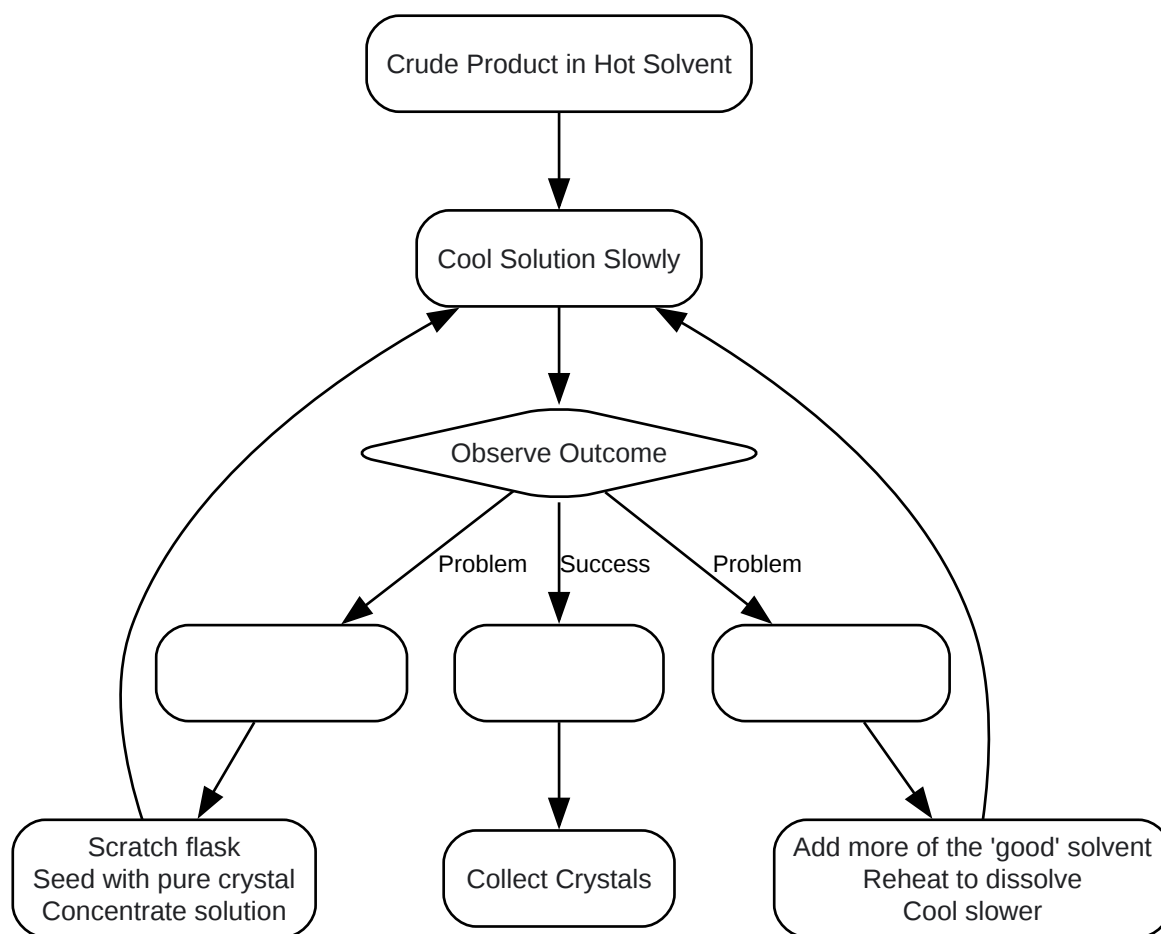 Crude Product in Hot Solvent
Cool Solution Slowly
Observe Outcome
Problem
Success
Problem
Scratch flask
Seed with pure crystal
Concentrate solution
Collect Crystals
Add more of the 'good' solvent
Reheat to dissolve
Cool slower